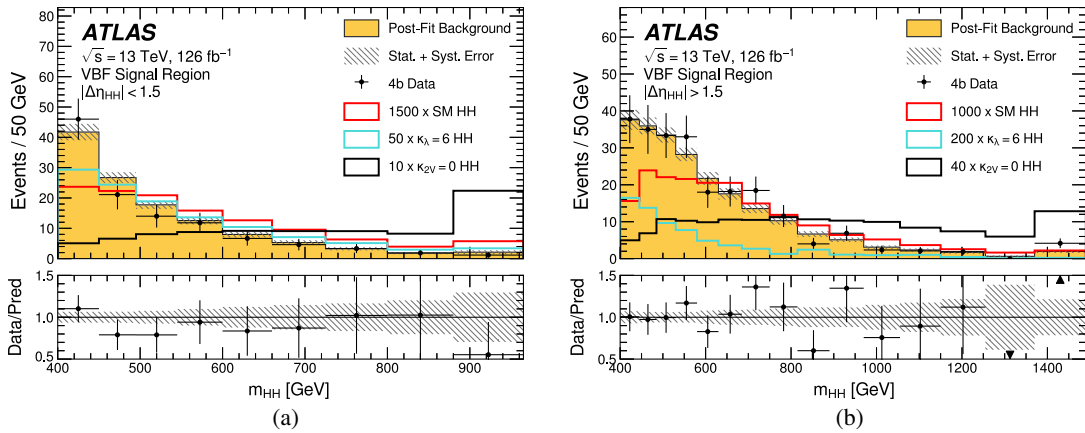 Events / 50 GeV
80
70
60
50
40
30
20
10
0
ATLAS
√s = 13 TeV, 126 fb⁻¹
VBF Signal Region
|Δη_HH| < 1.5
Post-Fit Background
Stat. + Syst. Error
4b Data
1500 x SM HH
50 x κ_λ = 6 HH
10 x κ_2V = 0 HH
Data/Pred
1.5
1.0
0.5
400 500 600 700 800 900
m_HH [GeV]
(a)
Events / 50 GeV
60
50
40
30
20
10
0
ATLAS
√s = 13 TeV, 126 fb⁻¹
VBF Signal Region
|Δη_HH| > 1.5
Post-Fit Background
Stat. + Syst. Error
4b Data
1000 x SM HH
200 x κ_λ = 6 HH
40 x κ_2V = 0 HH
Data/Pred
1.5
1.0
0.5
400 600 800 1000 1200 1400
m_HH [GeV]
(b)